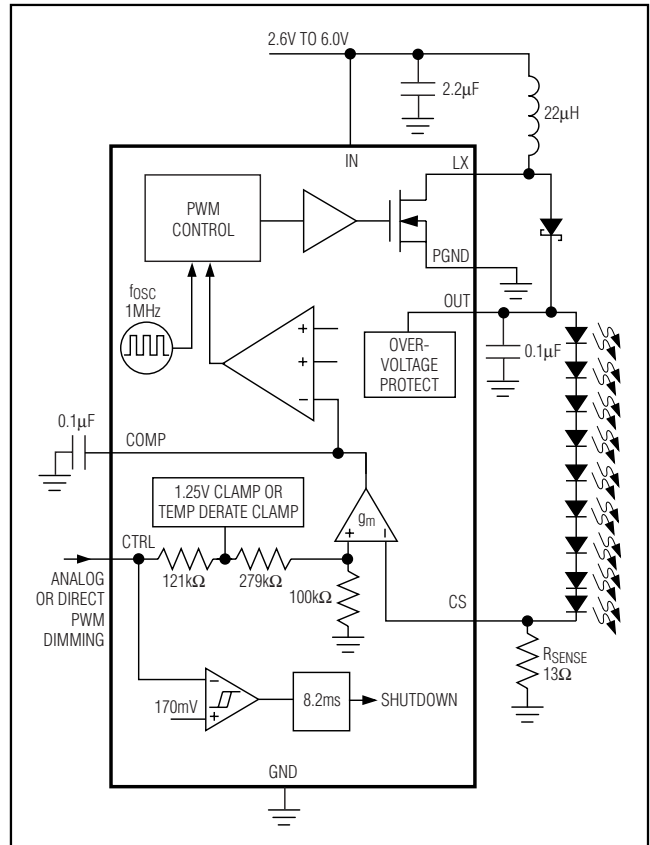 2.6V TO 6.0V
2.2μF
22μH
IN
LX
PWM
CONTROL
PGND
fOSC
1MHz
OUT
OVER-
VOLTAGE
PROTECT
0.1μF
+
+
−
0.1μF
COMP
1.25V CLAMP OR
TEMP DERATE CLAMP
gm
+
−
CTRL
121kΩ
279kΩ
100kΩ
ANALOG
OR DIRECT
PWM
DIMMING
CS
RSENSE
13Ω
−
170mV
+
8.2ms
SHUTDOWN
GND